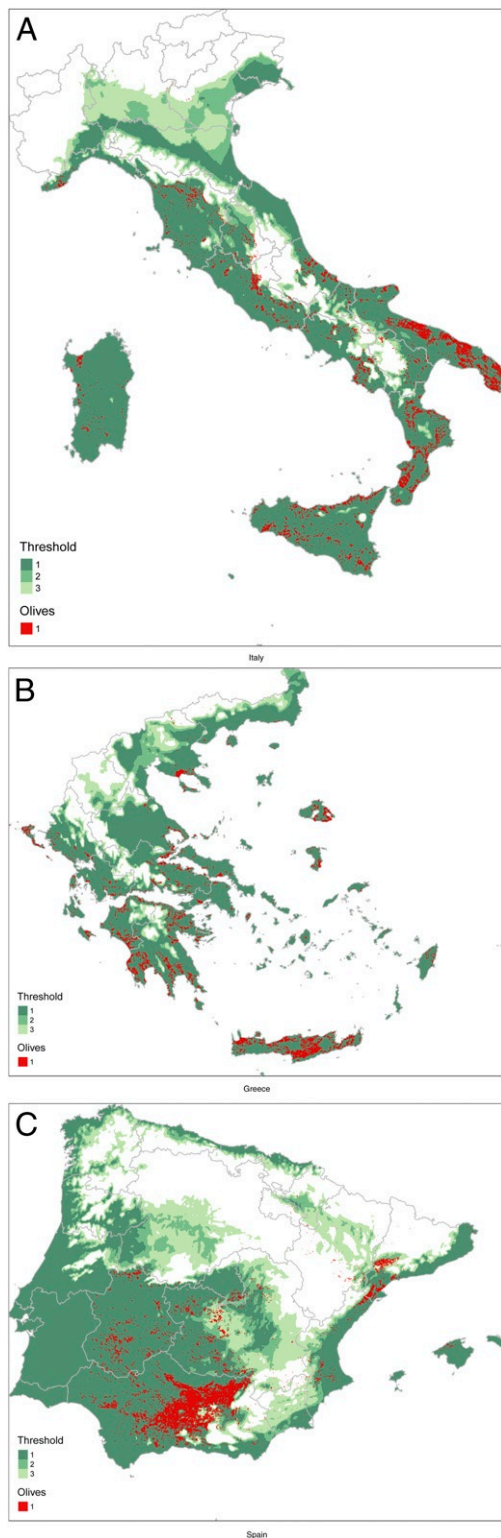 A
Threshold
1
2
3
Olives
1
Italy
B
Threshold
1
2
3
Olives
1
Greece
C
Threshold
1
2
3
Olives
1
Spain